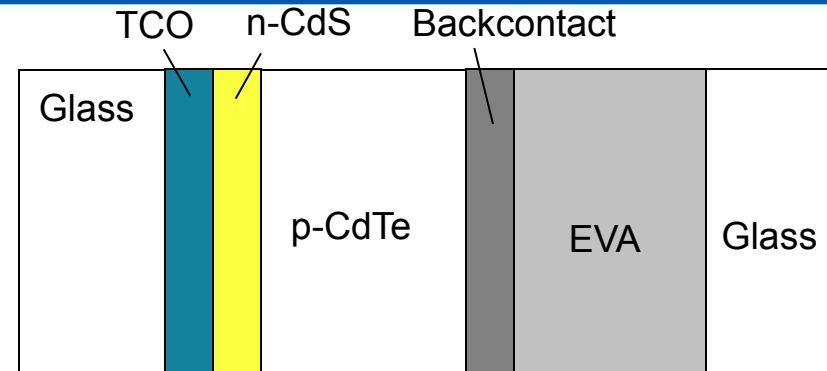 TCO
n-CdS
Backcontact
Glass
p-CdTe
EVA
Glass